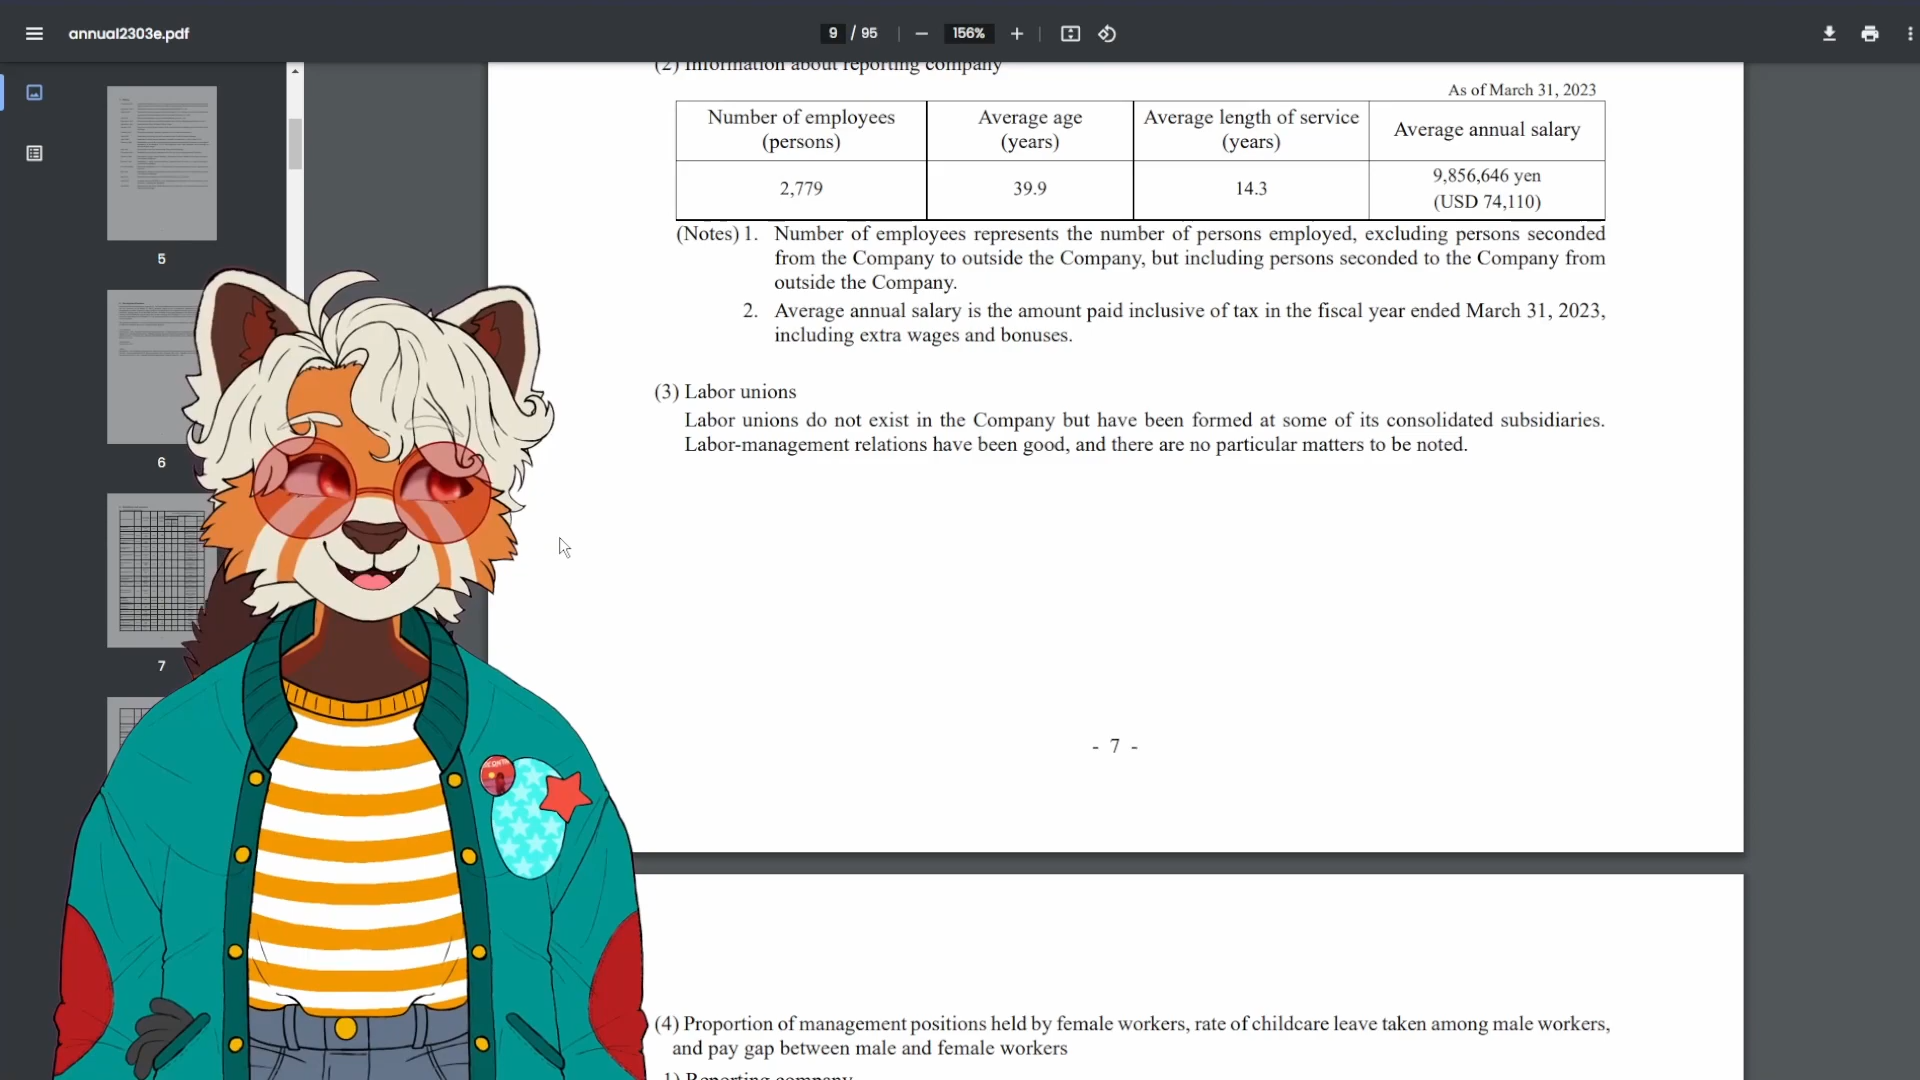 annual2303e.pdf
9 / 95
156%
(2) Information about reporting company
As of March 31, 2023
Number of employees
(persons)
Average age
(years)
Average length of service
(years)
Average annual salary
2,779
39.9
14.3
9,856,646 yen
(USD 74,110)
(Notes) 1. Number of employees represents the number of persons employed, excluding persons seconded
from the Company to outside the Company, but including persons seconded to the Company from
outside the Company.
2. Average annual salary is the amount paid inclusive of tax in the fiscal year ended March 31, 2023,
including extra wages and bonuses.
(3) Labor unions
Labor unions do not exist in the Company but have been formed at some of its consolidated subsidiaries.
Labor-management relations have been good, and there are no particular matters to be noted.
- 7 -
(4) Proportion of management positions held by female workers, rate of childcare leave taken among male workers,
and pay gap between male and female workers
1) Reporting company
5
6
7